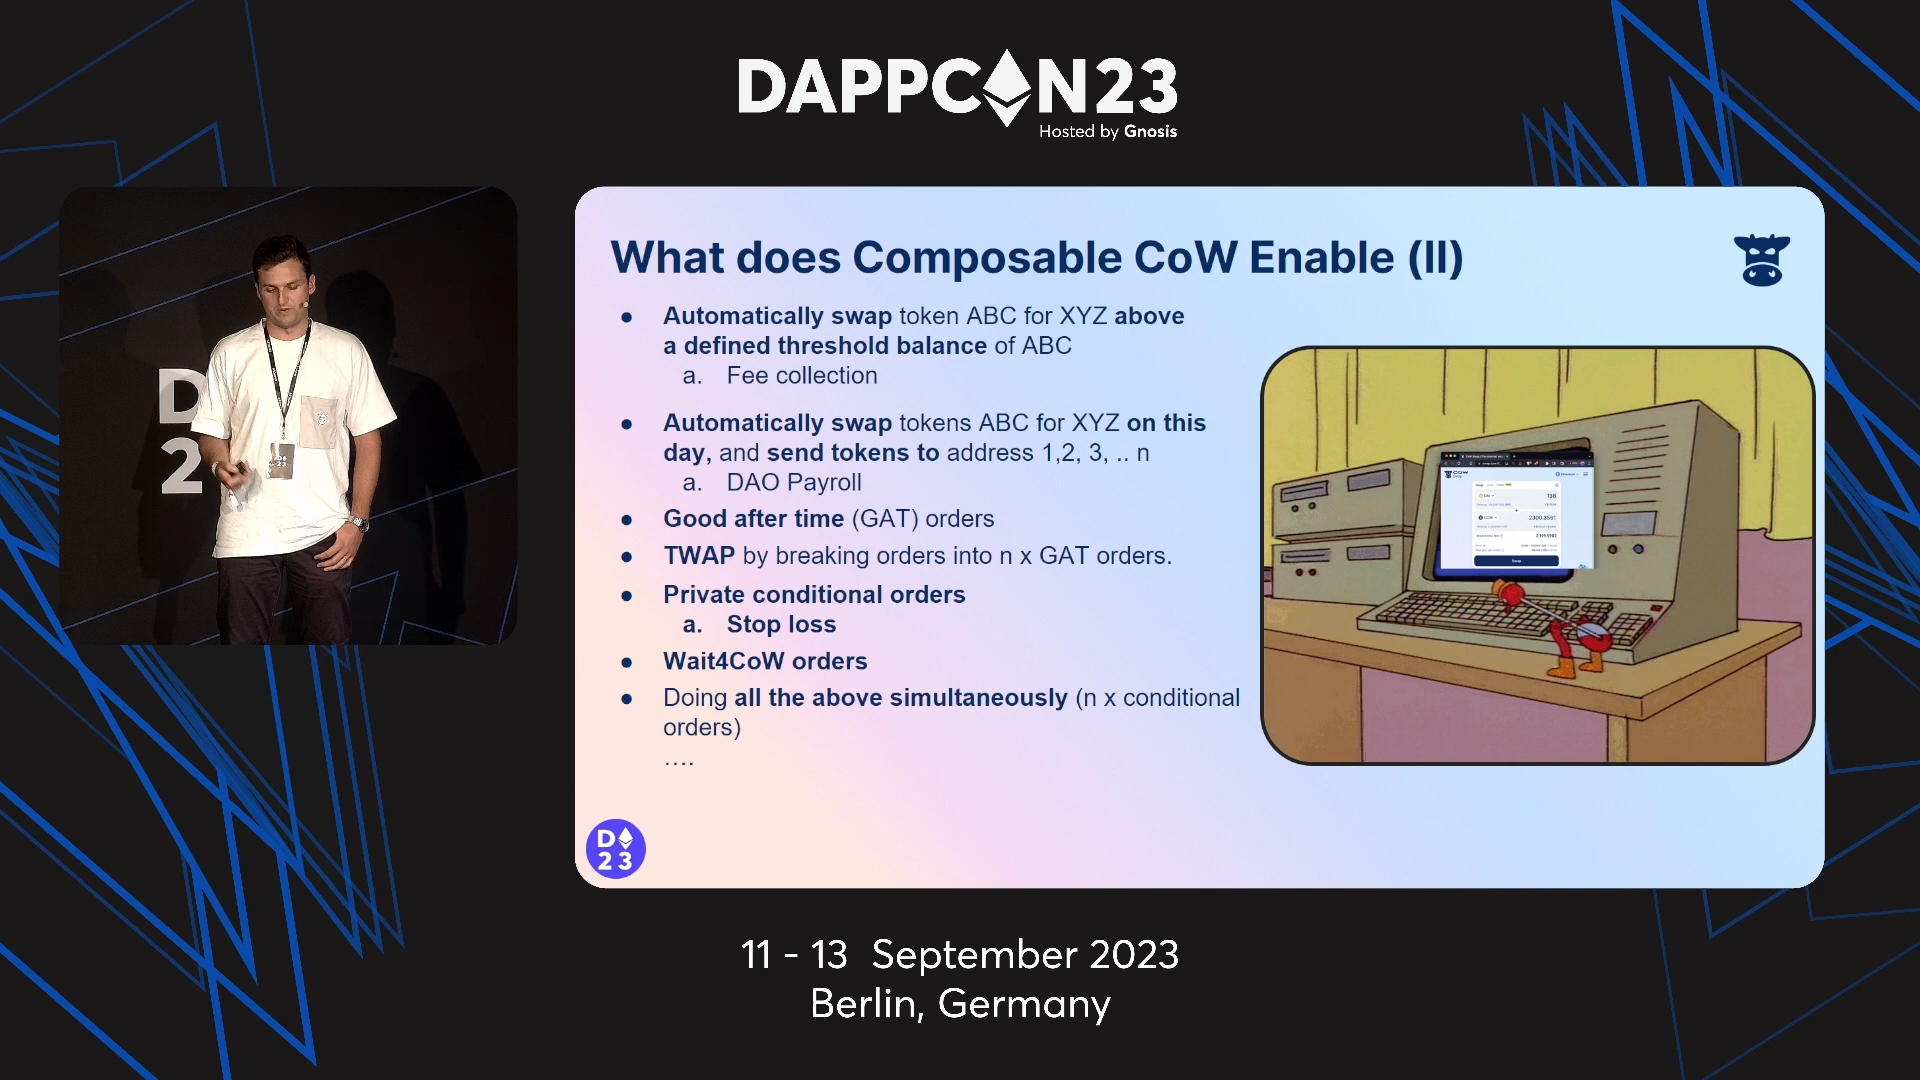 DAPPCON23
Hosted by Gnosis
D
2
What does Composable CoW Enable (II)
● Automatically swap token ABC for XYZ above
a defined threshold balance of ABC
a. Fee collection
● Automatically swap tokens ABC for XYZ on this
day, and send tokens to address 1,2, 3, .. n
a. DAO Payroll
● Good after time (GAT) orders
● TWAP by breaking orders into n x GAT orders.
● Private conditional orders
a. Stop loss
● Wait4CoW orders
● Doing all the above simultaneously (n x conditional
orders)
….
D
23
11 - 13 September 2023
Berlin, Germany